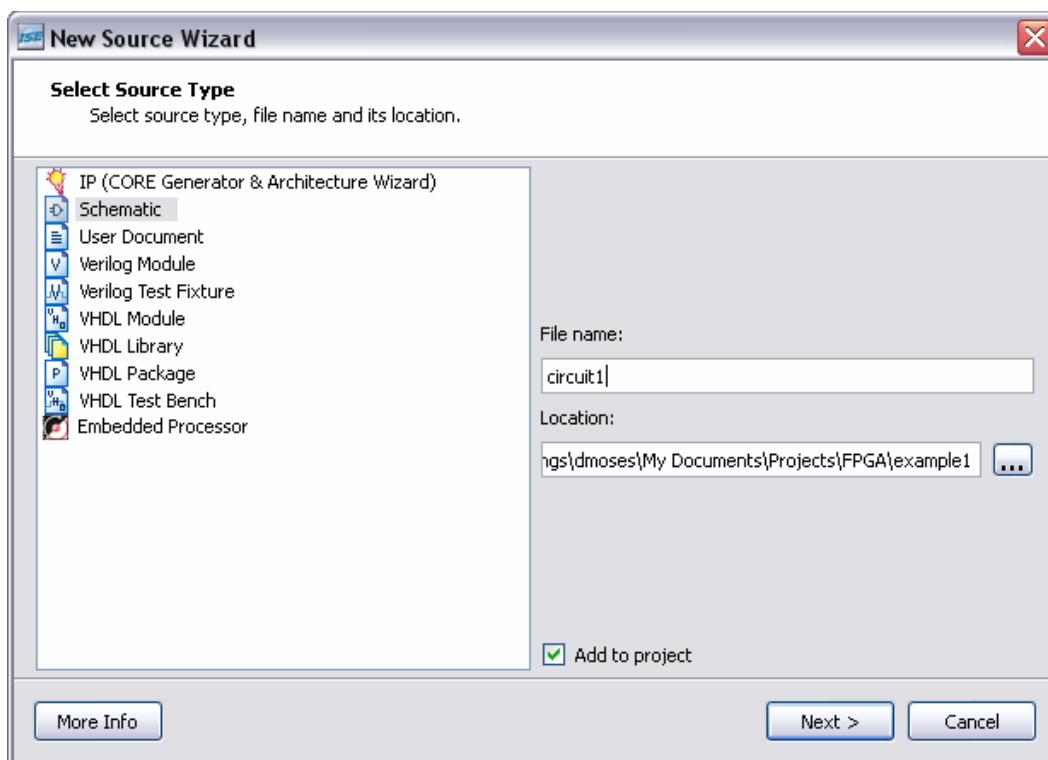 ISE New Source Wizard
Select Source Type
Select source type, file name and its location.
IP (CORE Generator & Architecture Wizard)
Schematic
User Document
V Verilog Module
Verilog Test Fixture
VHDL Module
VHDL Library
P VHDL Package
VHDL Test Bench
Embedded Processor
File name:
circuit1
Location:
ngs\dmoses\My Documents\Projects\FPGA\example1 ...
Add to project
More Info Next > Cancel